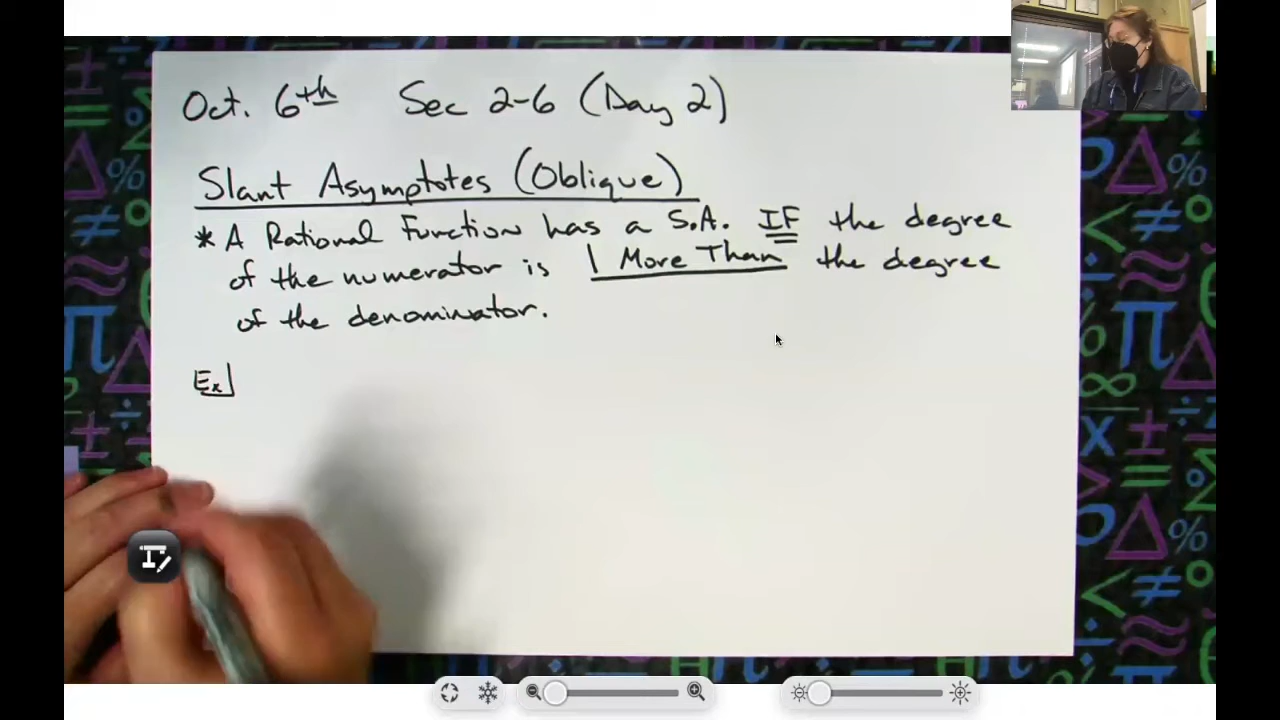 Oct. 6th Sec 2-6 (Day 2)
Slant Asymptotes (Oblique)
* A Rational Function has a S.A. IF the degree
of the numerator is 1 More Than the degree
of the denominator.
Ex